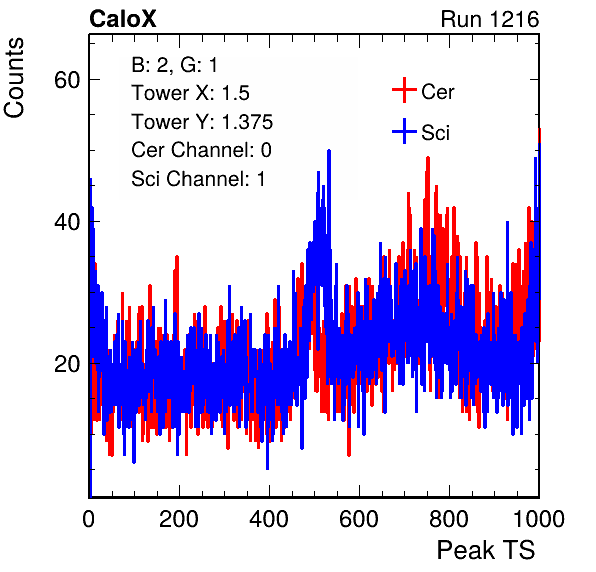 CaloX
Run 1216
Counts
B: 2, G: 1
Tower X: 1.5
Tower Y: 1.375
Cer Channel: 0
Sci Channel: 1
Cer
Sci
60
40
20
0 200 400 600 800 1000
Peak TS